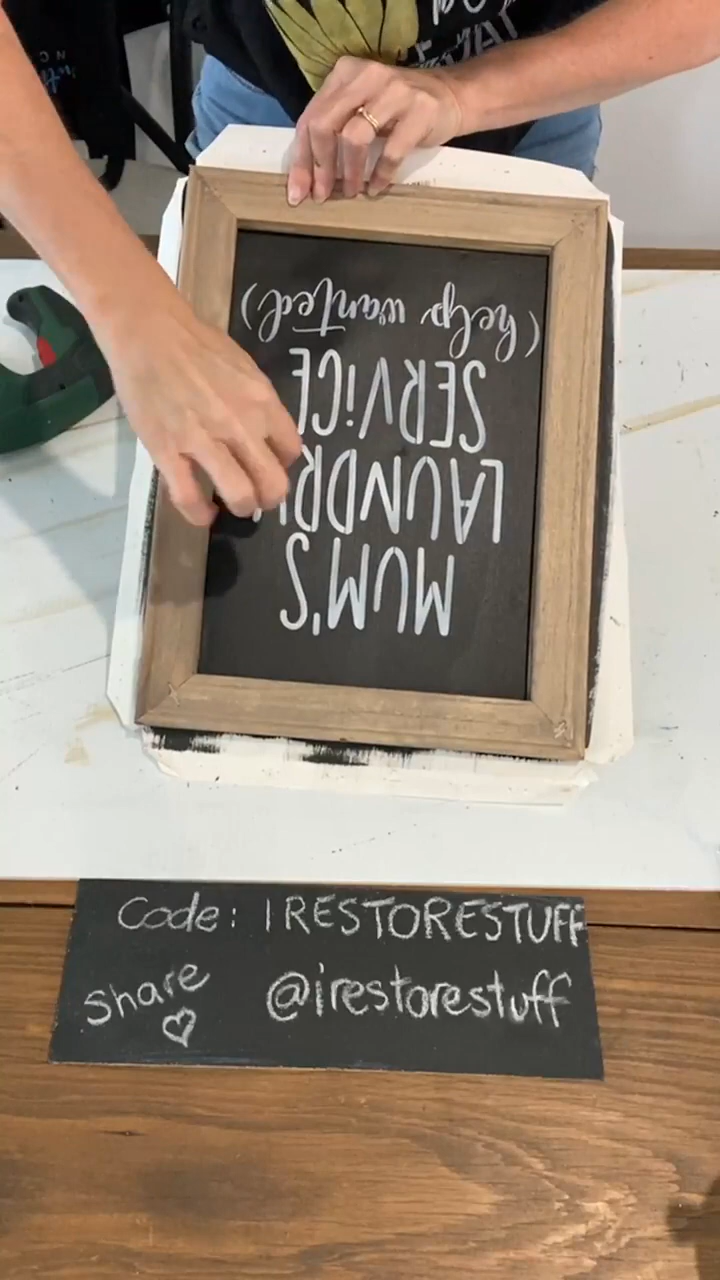 MUM'S
LAUNDRY
SERViCE
(help wanted)
Code: IRESTORESTUFF
Share @irestorestuff